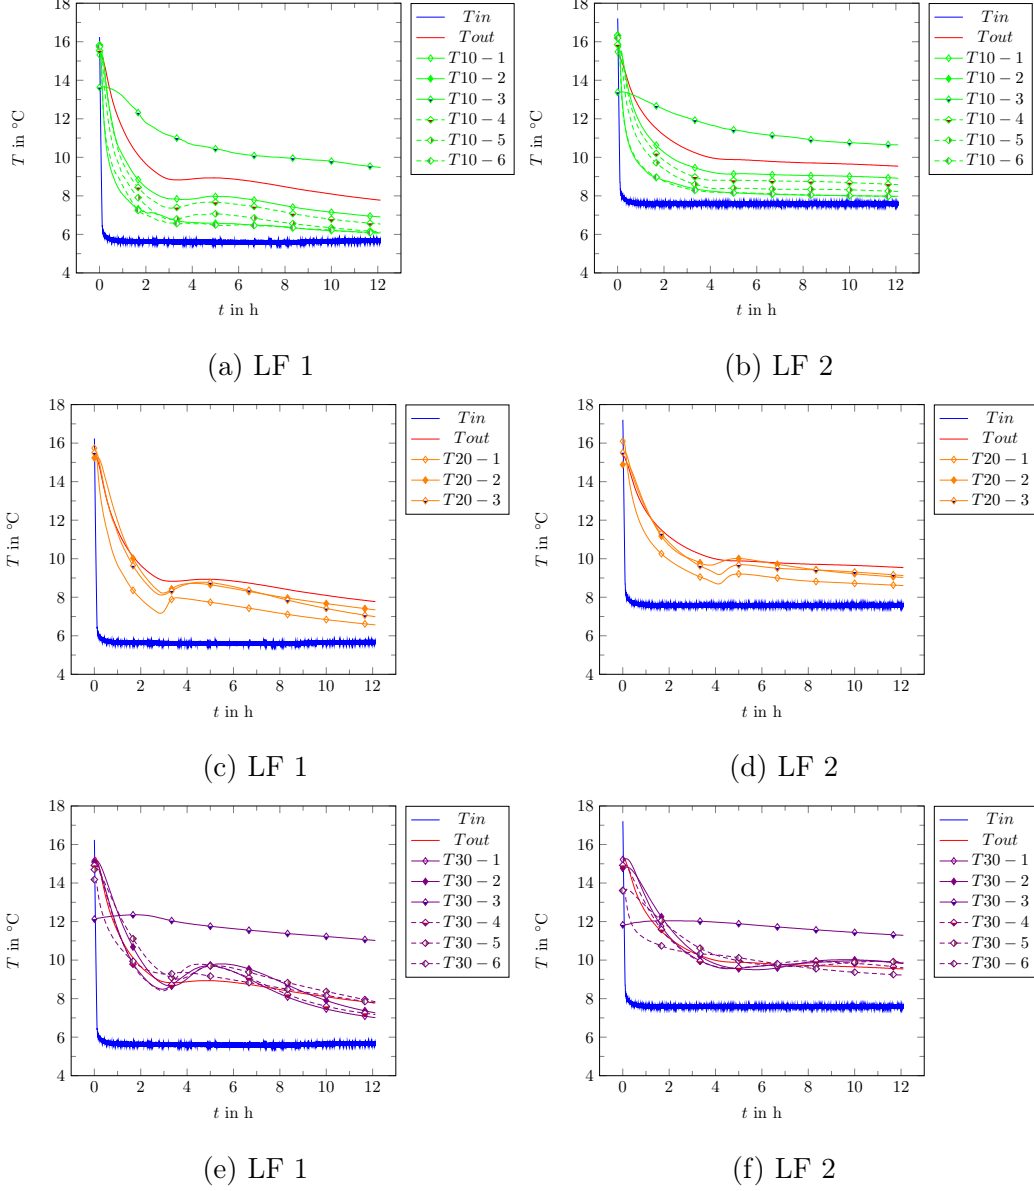 18
16
14
12
10
8
6
4
0 2 4 6 8 10 12
T in °C
t in h
Tin
Tout
T10 − 1
T10 − 2
T10 − 3
T10 − 4
T10 − 5
T10 − 6
(a) LF 1
18
16
14
12
10
8
6
4
0 2 4 6 8 10 12
T in °C
t in h
Tin
Tout
T10 − 1
T10 − 2
T10 − 3
T10 − 4
T10 − 5
T10 − 6
(b) LF 2
18
16
14
12
10
8
6
4
0 2 4 6 8 10 12
T in °C
t in h
Tin
Tout
T20 − 1
T20 − 2
T20 − 3
(c) LF 1
18
16
14
12
10
8
6
4
0 2 4 6 8 10 12
T in °C
t in h
Tin
Tout
T20 − 1
T20 − 2
T20 − 3
(d) LF 2
18
16
14
12
10
8
6
4
0 2 4 6 8 10 12
T in °C
t in h
Tin
Tout
T30 − 1
T30 − 2
T30 − 3
T30 − 4
T30 − 5
T30 − 6
(e) LF 1
18
16
14
12
10
8
6
4
0 2 4 6 8 10 12
T in °C
t in h
Tin
Tout
T30 − 1
T30 − 2
T30 − 3
T30 − 4
T30 − 5
T30 − 6
(f) LF 2